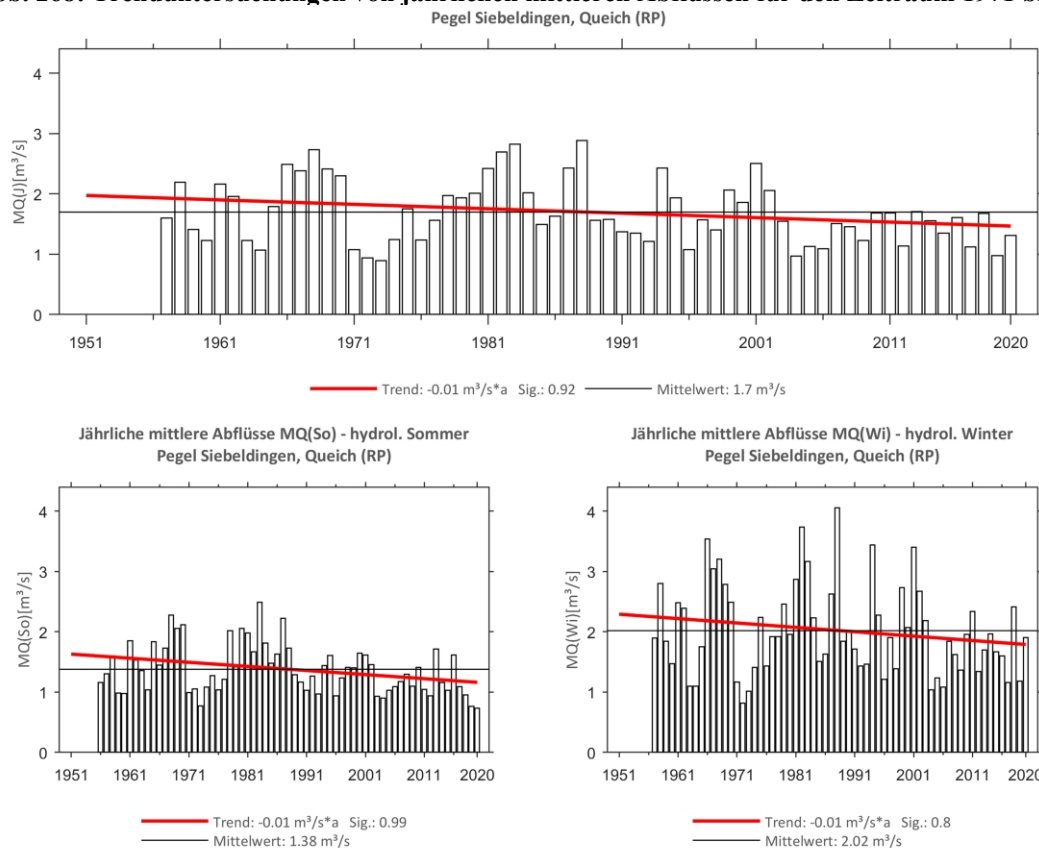 Pegel Siebeldingen, Queich (RP)
4
3
2
1
0
MQ(J)[m³/s]
1951 1961 1971 1981 1991 2001 2011 2020
Trend: -0.01 m³/s*a Sig.: 0.92 Mittelwert: 1.7 m³/s
Jährliche mittlere Abflüsse MQ(So) - hydrol. Sommer
Pegel Siebeldingen, Queich (RP)
4
3
2
1
0
MQ(So)[m³/s]
1951 1961 1971 1981 1991 2001 2011 2020
Trend: -0.01 m³/s*a Sig.: 0.99
Mittelwert: 1.38 m³/s
Jährliche mittlere Abflüsse MQ(Wi) - hydrol. Winter
Pegel Siebeldingen, Queich (RP)
4
3
2
1
0
MQ(Wi)[m³/s]
1951 1961 1971 1981 1991 2001 2011 2020
Trend: -0.01 m³/s*a Sig.: 0.8
Mittelwert: 2.02 m³/s